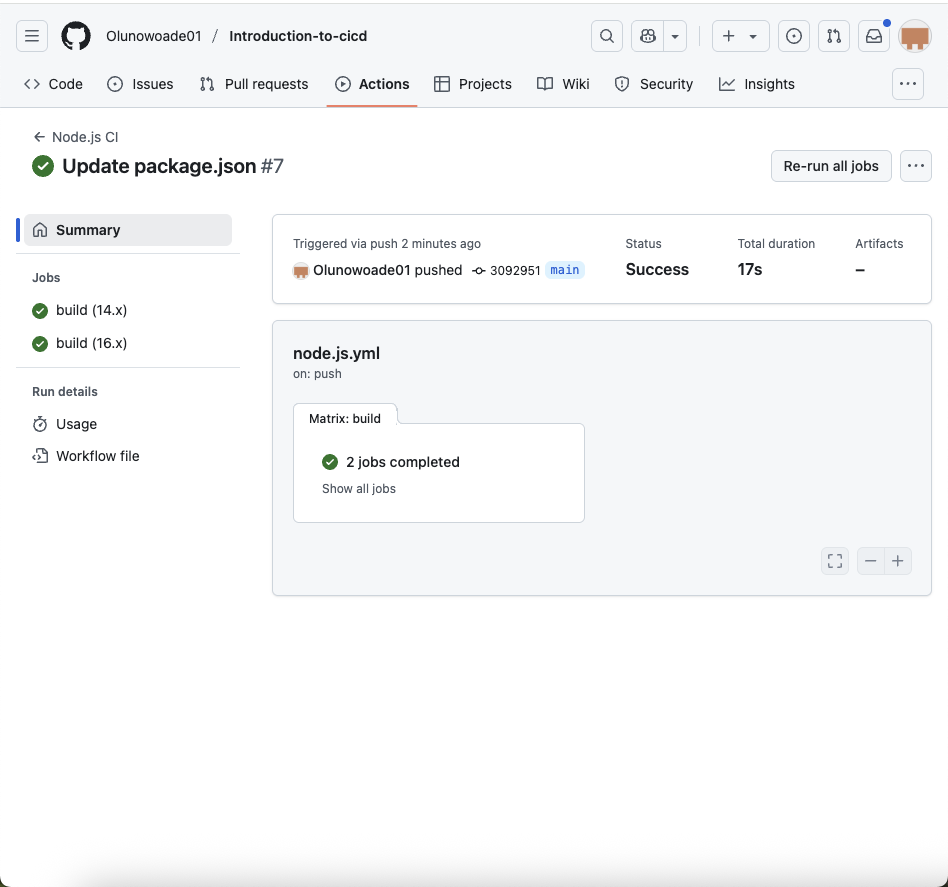 Olunowoade01 / Introduction-to-cicd
Code Issues Pull requests Actions Projects Wiki Security Insights
Node.js CI
Update package.json #7
Re-run all jobs
Summary
Jobs
build (14.x)
build (16.x)
Run details
Usage
Workflow file
Triggered via push 2 minutes ago
Olunowoade01 pushed 3092951 main
Status
Success
Total duration
17s
Artifacts
–
node.js.yml
on: push
Matrix: build
2 jobs completed
Show all jobs